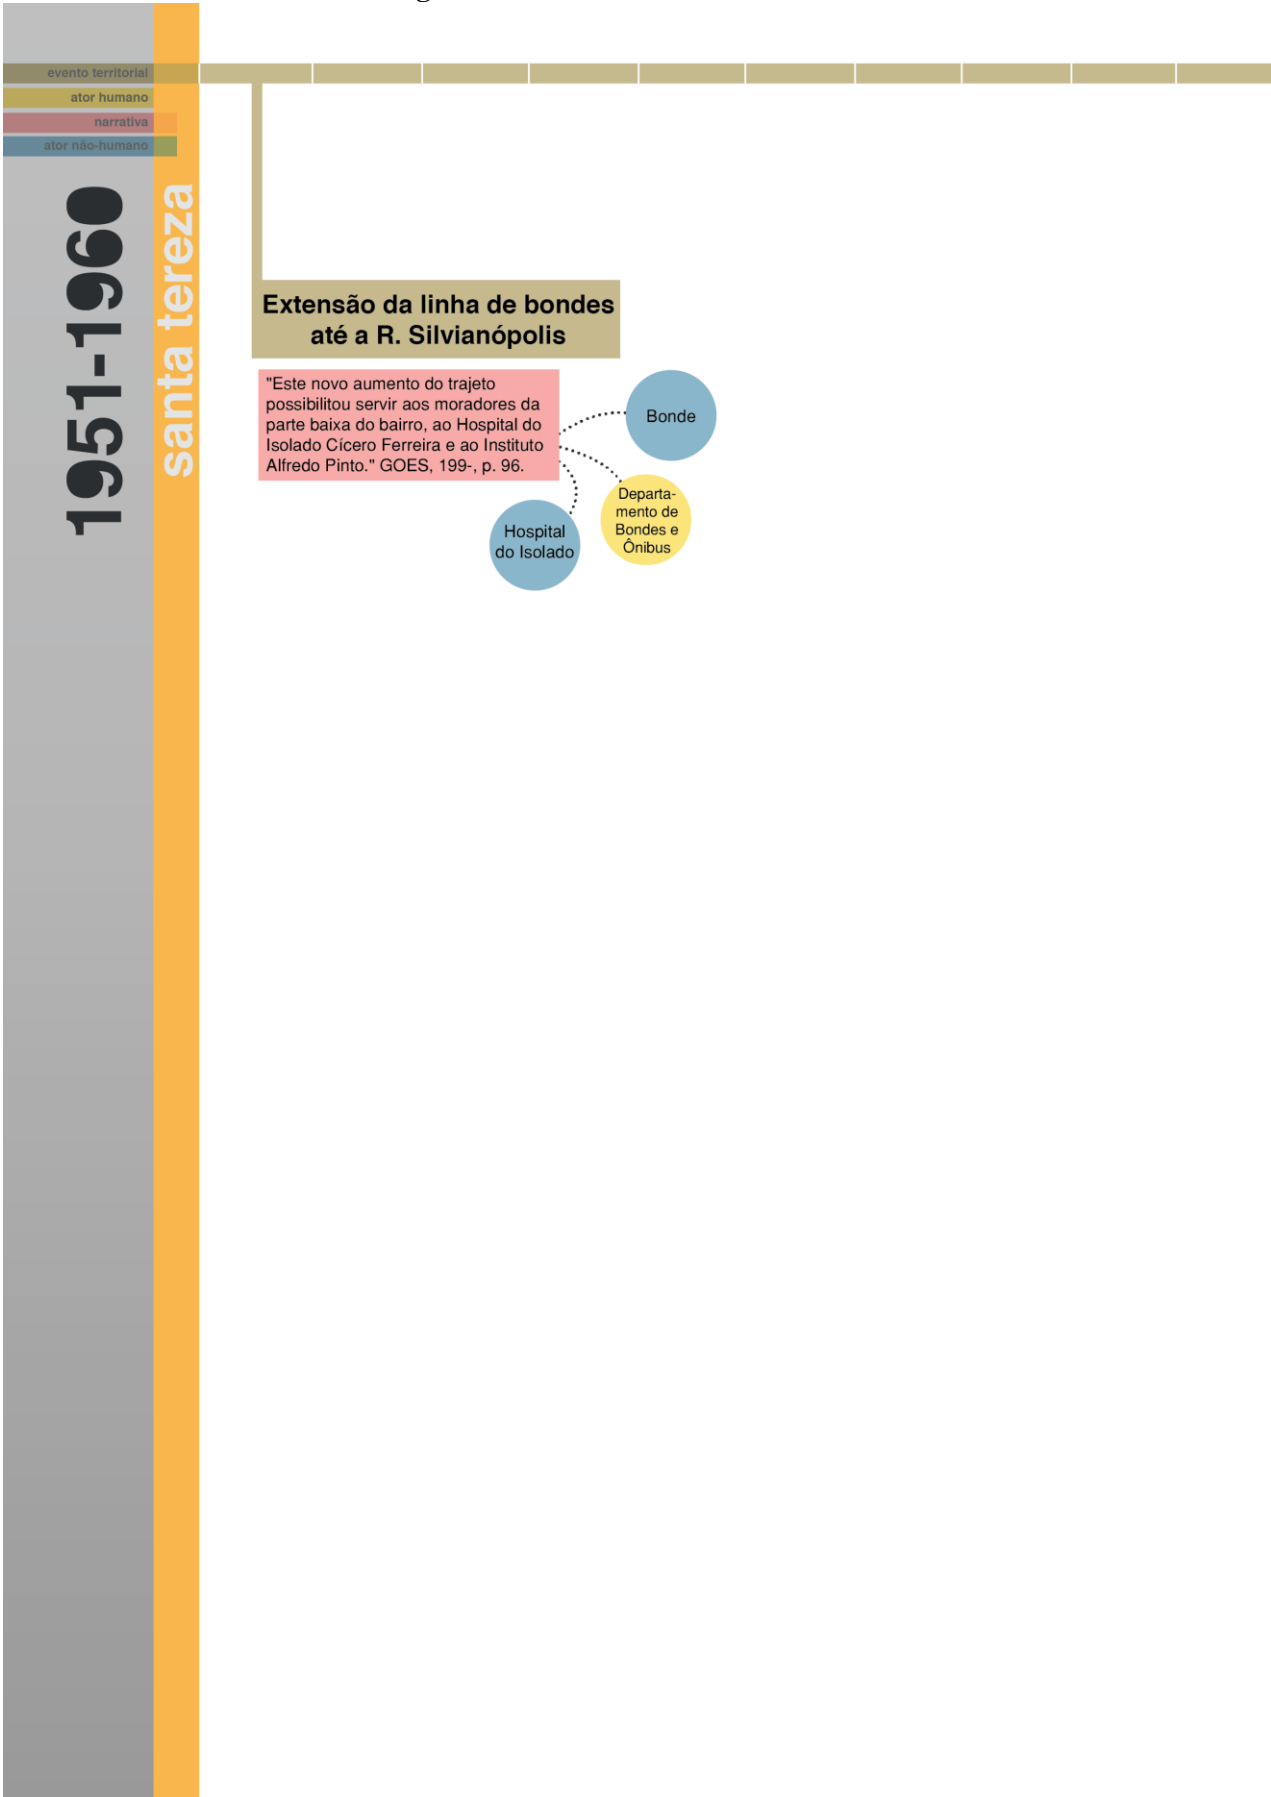 evento territorial
ator humano
narrativa
ator não-humano
1951-1960
santa tereza
Extensão da linha de bondes
até a R. Silvianópolis
"Este novo aumento do trajeto
possibilitou servir aos moradores da
parte baixa do bairro, ao Hospital do
Isolado Cícero Ferreira e ao Instituto
Alfredo Pinto." GOES, 199-, p. 96.
Bonde
Departa-
mento de
Bondes e
Ônibus
Hospital
do Isolado